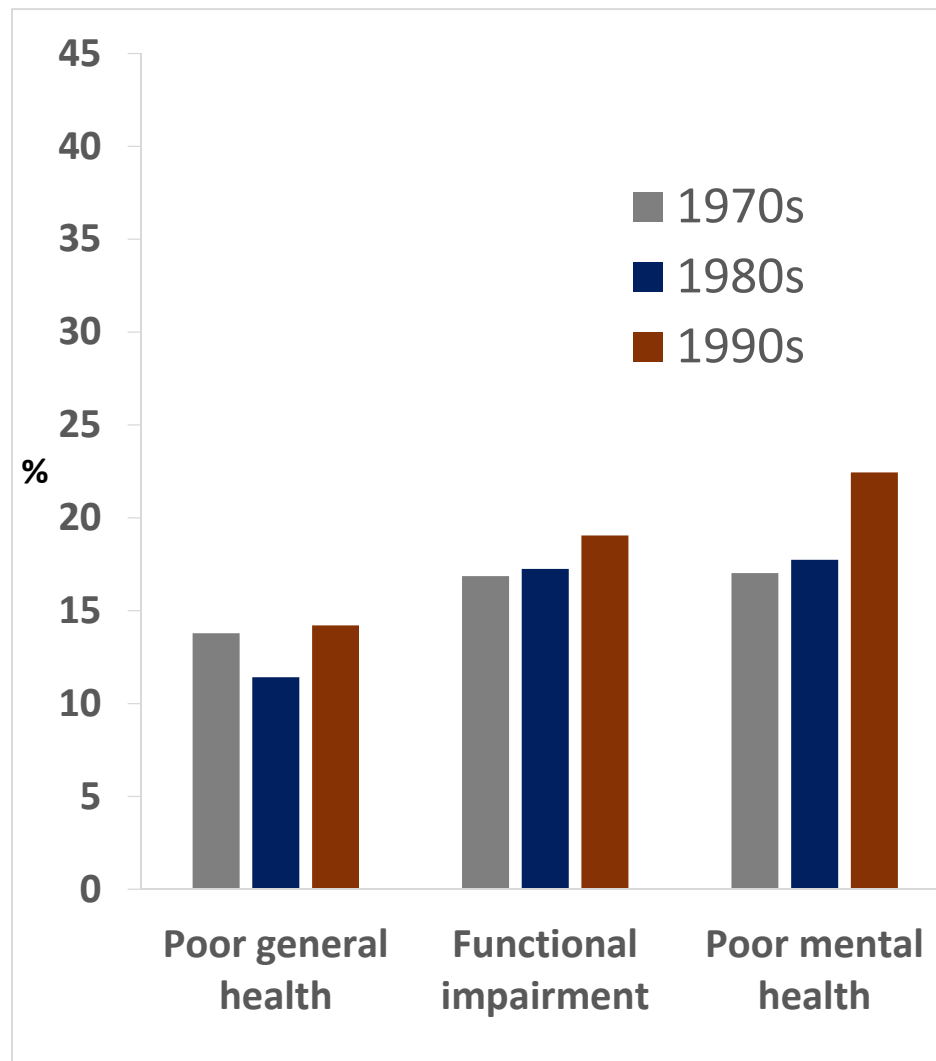 45
40
35
30
25
20
15
10
5
0
%
1970s
1980s
1990s
Poor general
health
Functional
impairment
Poor mental
health